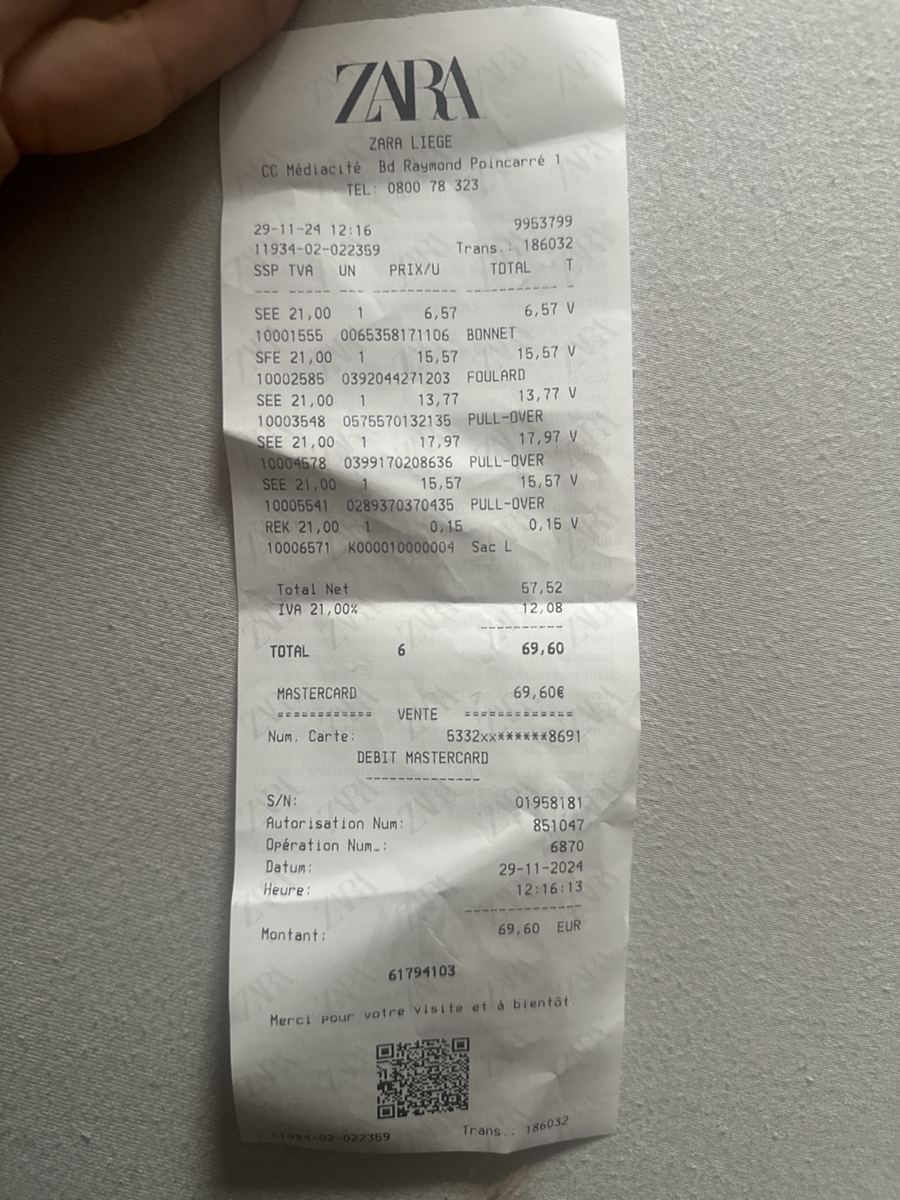 ZARA
ZARA LIEGE
CC Médiacité Bd Raymond Poincarré 1
TEL: 0800 78 323
29-11-24 12:16 9953799
11934-02-022359 Trans.: 186032
SSP TVA UN PRIX/U TOTAL T
--- ----- ---- ---------- ----------- -
SEE 21,00 1 6,57 6,57 V
10001555 0065358171106 BONNET
SFE 21,00 1 15,57 15,57 V
10002585 0392044271203 FOULARD
SEE 21,00 1 13,77 13,77 V
10003548 0575570132135 PULL-OVER
SEE 21,00 1 17,97 17,97 V
10004578 0399170208636 PULL-OVER
SEE 21,00 1 15,57 15,57 V
10005541 0289370370435 PULL-OVER
REK 21,00 1 0,15 0,15 V
10006571 K000010000004 Sac L
Total Net 57,52
IVA 21,00% 12,08
----------
TOTAL 6 69,60
MASTERCARD 69,60€
============ VENTE ==============
Num. Carte: 5332xx******8691
DEBIT MASTERCARD
--------------
S/N: 01958181
Autorisation Num: 851047
Opération Num.: 6870
Datum: 29-11-2024
Heure: 12:16:13
--------------
Montant: 69,60 EUR
61794103
Merci pour votre visite et à bientôt.
11934-02-022359 Trans.: 186032